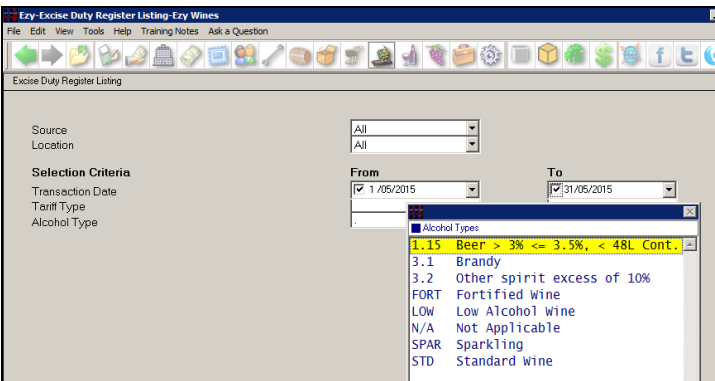 Ezy-Excise Duty Register Listing-Ezy Wines
File Edit View Tools Help Training Notes Ask a Question
Excise Duty Register Listing
Source All
Location All
Selection Criteria From To
Transaction Date 1 /05/2015 31/05/2015
Tariff Type
Alcohol Type .
Alcohol Types
1.15 Beer > 3% <= 3.5%, < 48L Cont.
3.1 Brandy
3.2 Other spirit excess of 10%
FORT Fortified Wine
LOW Low Alcohol Wine
N/A Not Applicable
SPAR Sparkling
STD Standard Wine